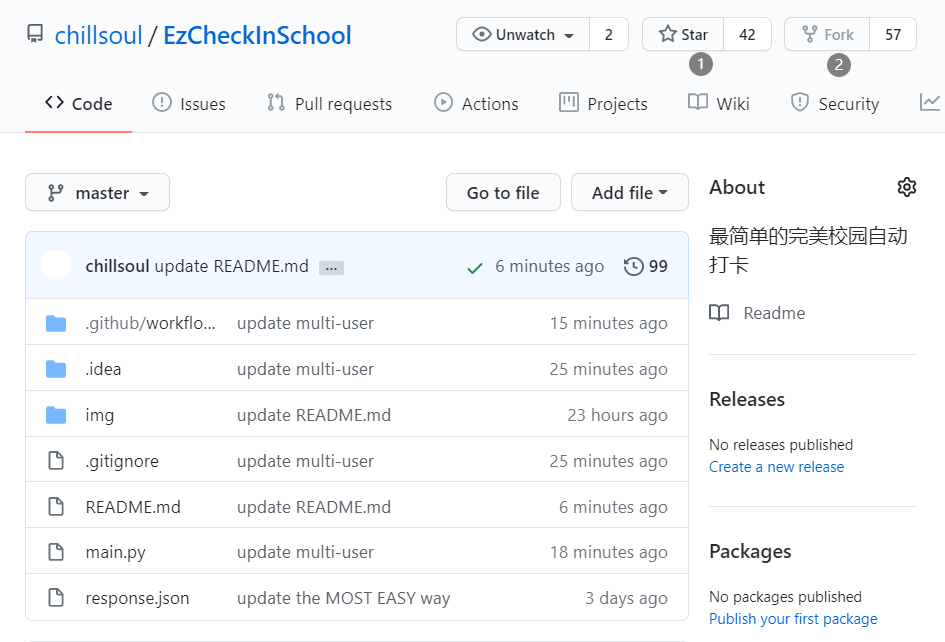 chillsoul / EzCheckInSchool
Unwatch 2 Star 42 Fork 57
1 2
Code Issues Pull requests Actions Projects Wiki Security
master Go to file Add file
chillsoul update README.md ... 6 minutes ago 99
.github/workflo... update multi-user 15 minutes ago
.idea update multi-user 25 minutes ago
img update README.md 23 hours ago
.gitignore update multi-user 25 minutes ago
README.md update README.md 6 minutes ago
main.py update multi-user 18 minutes ago
response.json update the MOST EASY way 3 days ago
About
最简单的完美校园自动
打卡
Readme
Releases
No releases published
Create a new release
Packages
No packages published
Publish your first package